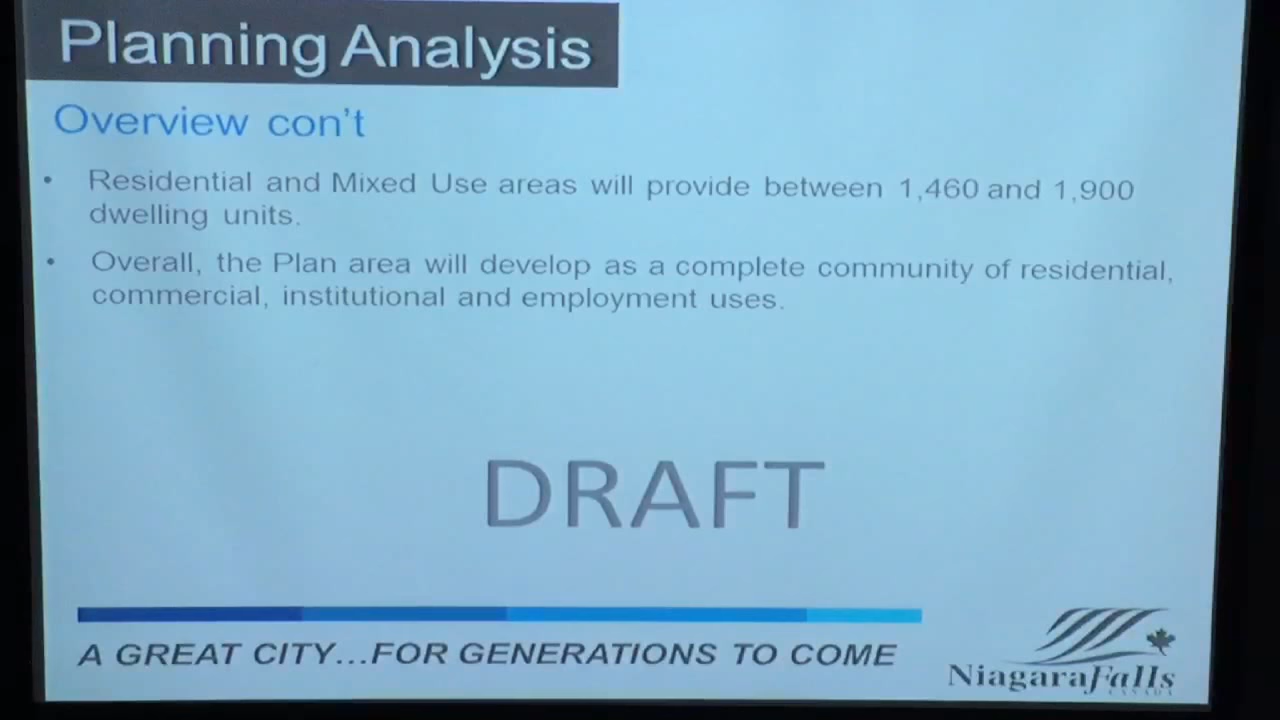 Planning Analysis
Overview con't
• Residential and Mixed Use areas will provide between 1,460 and 1,900
dwelling units.
• Overall, the Plan area will develop as a complete community of residential,
commercial, institutional and employment uses.
DRAFT
A GREAT CITY...FOR GENERATIONS TO COME
NiagaraFalls
CANADA